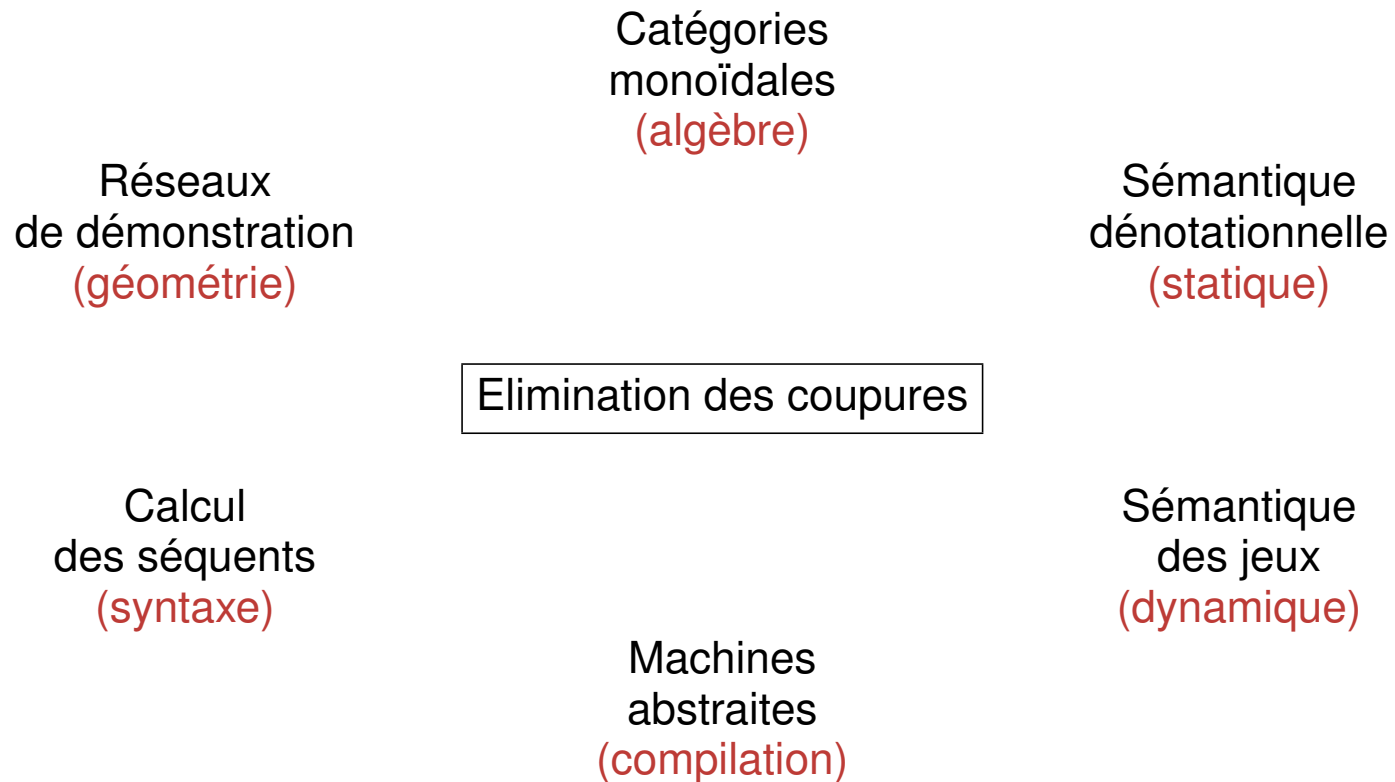 Catégories
monoïdales
(algèbre)
Réseaux
de démonstration
(géométrie)
Sémantique
dénotationnelle
(statique)
Elimination des coupures
Calcul
des séquents
(syntaxe)
Sémantique
des jeux
(dynamique)
Machines
abstraites
(compilation)